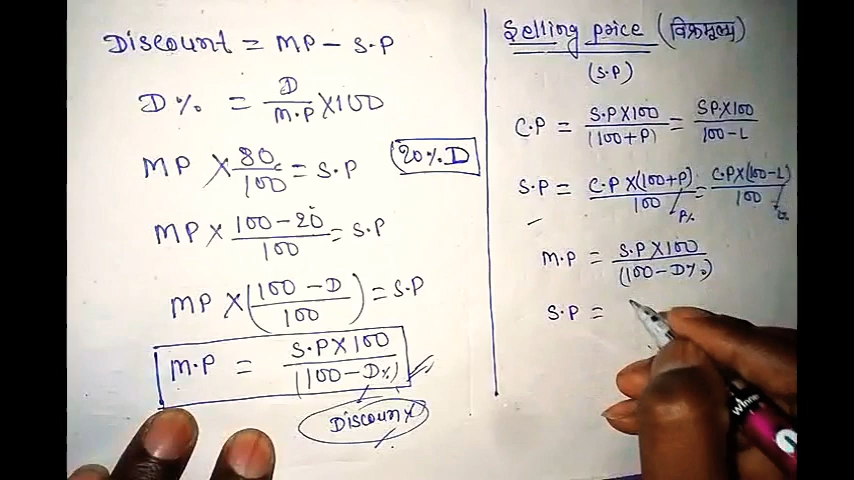 Discount = MP - S.P
D% = D/M.P × 100
MP × 80/100 = S.P (20% D)
MP × 100-20/100 = S.P
MP × (100-D/100) = S.P
M.P = S.P × 100/(100-D%)
Discount
Selling price (विक्रमूल्य)
(S.P)
C.P = S.P × 100/(100+P) = SP × 100/100-L
S.P = C.P × (100+P)/100 = C.P × (100-L)/100
P%
L%
M.P = S.P × 100/(100-D%)
S.P =